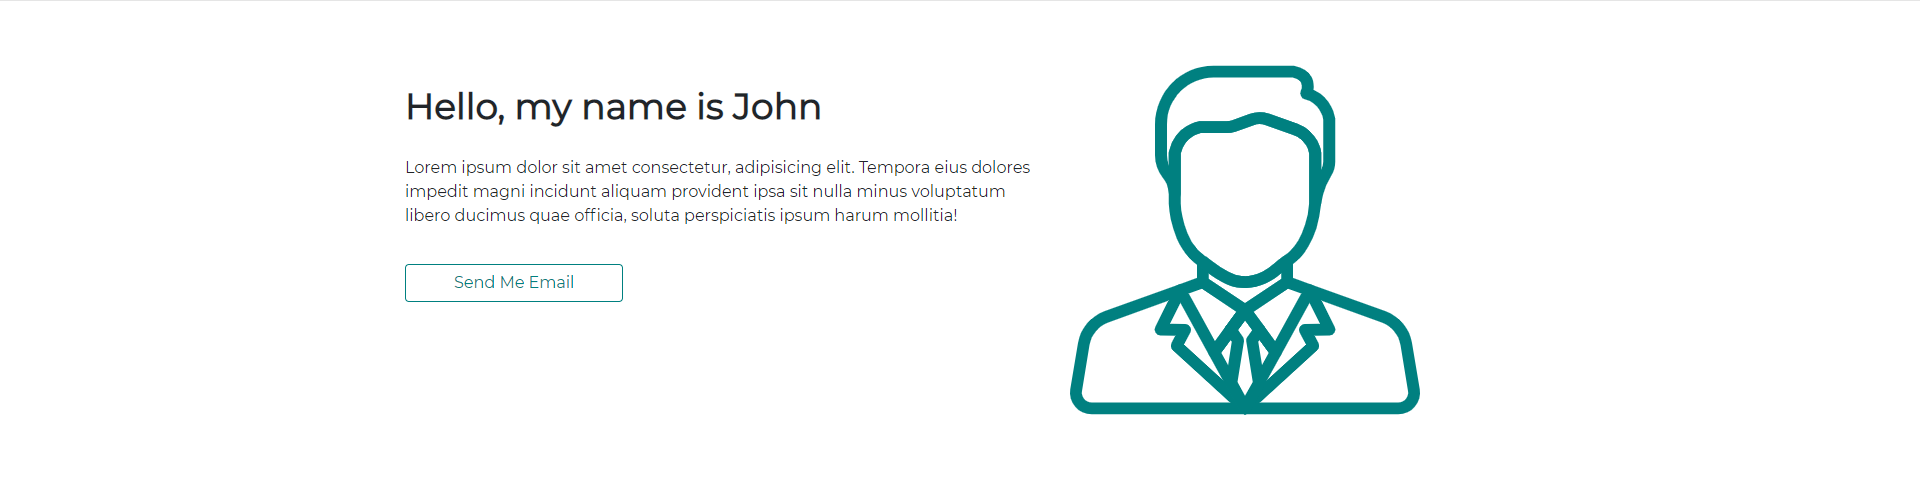 Hello, my name is John
Lorem ipsum dolor sit amet consectetur, adipisicing elit. Tempora eius dolores
impedit magni incidunt aliquam provident ipsa sit nulla minus voluptatum
libero ducimus quae officia, soluta perspiciatis ipsum harum mollitia!
Send Me Email